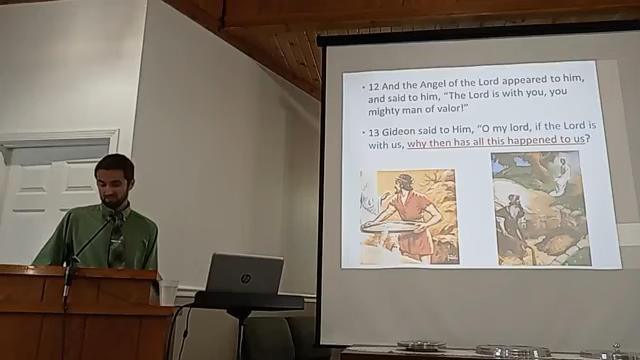 • 12 And the Angel of the Lord appeared to him,
and said to him, “The Lord is with you, you
mighty man of valor!”
• 13 Gideon said to Him, “O my lord, if the Lord is
with us, why then has all this happened to us?
hp